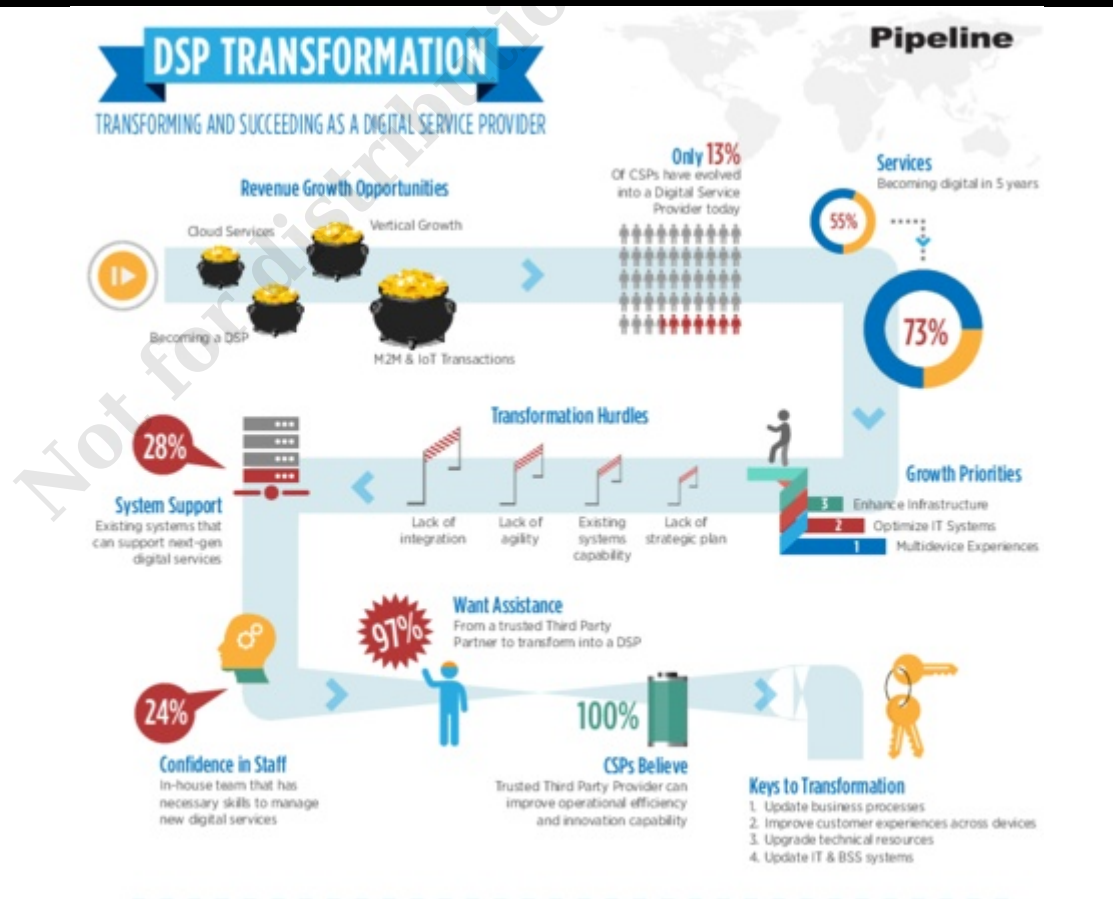 DSP TRANSFORMATION
Pipeline
TRANSFORMING AND SUCCEEDING AS A DIGITAL SERVICE PROVIDER
Not for distribution
Revenue Growth Opportunities
Cloud Services
Vertical Growth
Becoming a DSP
M2M & IoT Transactions
Only 13%
Of CSPs have evolved
into a Digital Service
Provider today
Services
Becoming digital in 5 years
55%
73%
Growth Priorities
3 Enhance Infrastructure
2 Optimize IT Systems
1 Multidevice Experiences
Transformation Hurdles
Lack of
integration
Lack of
agility
Existing
systems
capability
Lack of
strategic plan
28%
System Support
Existing systems that
can support next-gen
digital services
24%
Confidence in Staff
In-house team that has
necessary skills to manage
new digital services
97%
Want Assistance
From a trusted Third Party
Partner to transform into a DSP
100%
CSPs Believe
Trusted Third Party Provider can
improve operational efficiency
and innovation capability
Keys to Transformation
1. Update business processes
2. Improve customer experiences across devices
3. Upgrade technical resources
4. Update IT & BSS systems